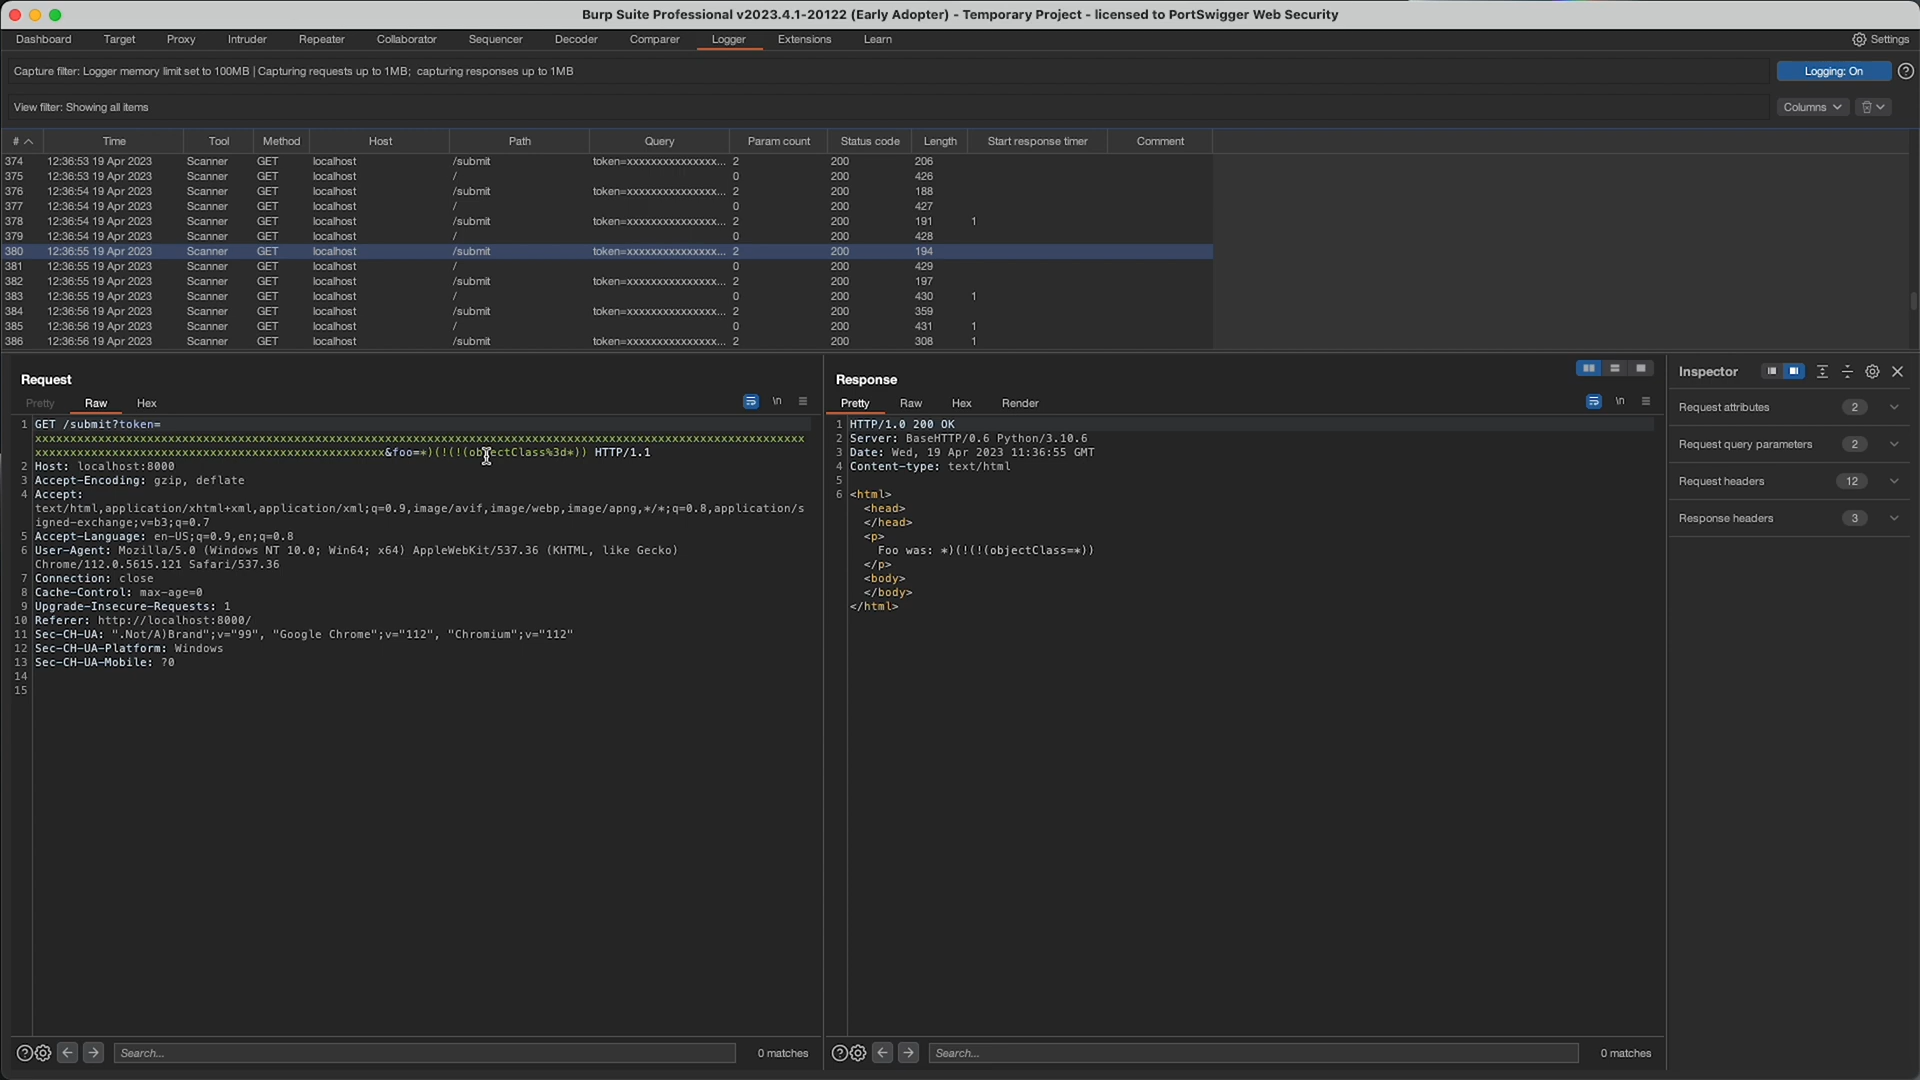 Burp Suite Professional v2023.4.1-20122 (Early Adopter) - Temporary Project - licensed to PortSwigger Web Security
Dashboard Target Proxy Intruder Repeater Collaborator Sequencer Decoder Comparer Logger Extensions Learn Settings
Capture filter: Logger memory limit set to 100MB | Capturing requests up to 1MB; capturing responses up to 1MB Logging: On
View filter: Showing all items Columns
# Time Tool Method Host Path Query Param count Status code Length Start response timer Comment
374 12:36:53 19 Apr 2023 Scanner GET localhost /submit token=xxxxxxxxxxxxxxx... 2 200 206
375 12:36:53 19 Apr 2023 Scanner GET localhost / 0 200 426
376 12:36:54 19 Apr 2023 Scanner GET localhost /submit token=xxxxxxxxxxxxxxx... 2 200 188
377 12:36:54 19 Apr 2023 Scanner GET localhost / 0 200 427
378 12:36:54 19 Apr 2023 Scanner GET localhost /submit token=xxxxxxxxxxxxxxx... 2 200 191 1
379 12:36:54 19 Apr 2023 Scanner GET localhost / 0 200 428
380 12:36:55 19 Apr 2023 Scanner GET localhost /submit token=xxxxxxxxxxxxxxx... 2 200 194
381 12:36:55 19 Apr 2023 Scanner GET localhost / 0 200 429
382 12:36:55 19 Apr 2023 Scanner GET localhost /submit token=xxxxxxxxxxxxxxx... 2 200 197
383 12:36:55 19 Apr 2023 Scanner GET localhost / 0 200 430 1
384 12:36:56 19 Apr 2023 Scanner GET localhost /submit token=xxxxxxxxxxxxxxx... 2 200 359
385 12:36:56 19 Apr 2023 Scanner GET localhost / 0 200 431 1
386 12:36:56 19 Apr 2023 Scanner GET localhost /submit token=xxxxxxxxxxxxxxx... 2 200 308 1
Request
Pretty Raw Hex \n
1 GET /submit?token=
xxxxxxxxxxxxxxxxxxxxxxxxxxxxxxxxxxxxxxxxxxxxxxxxxxxxxxxxxxxxxxxxxxxxxxxxxxxxxxxxxxxxxxxxxxxxxxxxxxxxxxxxxxxxxx
xxxxxxxxxxxxxxxxxxxxxxxxxxxxxxxxxxxxxxxxxxxxxxxxxx&foo=*)(!(!(objectClass%3d*)) HTTP/1.1
2 Host: localhost:8000
3 Accept-Encoding: gzip, deflate
4 Accept:
text/html,application/xhtml+xml,application/xml;q=0.9,image/avif,image/webp,image/apng,*/*;q=0.8,application/s
igned-exchange;v=b3;q=0.7
5 Accept-Language: en-US;q=0.9,en;q=0.8
6 User-Agent: Mozilla/5.0 (Windows NT 10.0; Win64; x64) AppleWebKit/537.36 (KHTML, like Gecko)
Chrome/112.0.5615.121 Safari/537.36
7 Connection: close
8 Cache-Control: max-age=0
9 Upgrade-Insecure-Requests: 1
10 Referer: http://localhost:8000/
11 Sec-CH-UA: ".Not/A)Brand";v="99", "Google Chrome";v="112", "Chromium";v="112"
12 Sec-CH-UA-Platform: Windows
13 Sec-CH-UA-Mobile: ?0
14
15
Search... 0 matches
Response
Pretty Raw Hex Render \n
1 HTTP/1.0 200 OK
2 Server: BaseHTTP/0.6 Python/3.10.6
3 Date: Wed, 19 Apr 2023 11:36:55 GMT
4 Content-type: text/html
5
6 <html>
<head>
</head>
<p>
Foo was: *)(!(!(objectClass=*))
</p>
<body>
</body>
</html>
Search... 0 matches
Inspector
Request attributes 2
Request query parameters 2
Request headers 12
Response headers 3